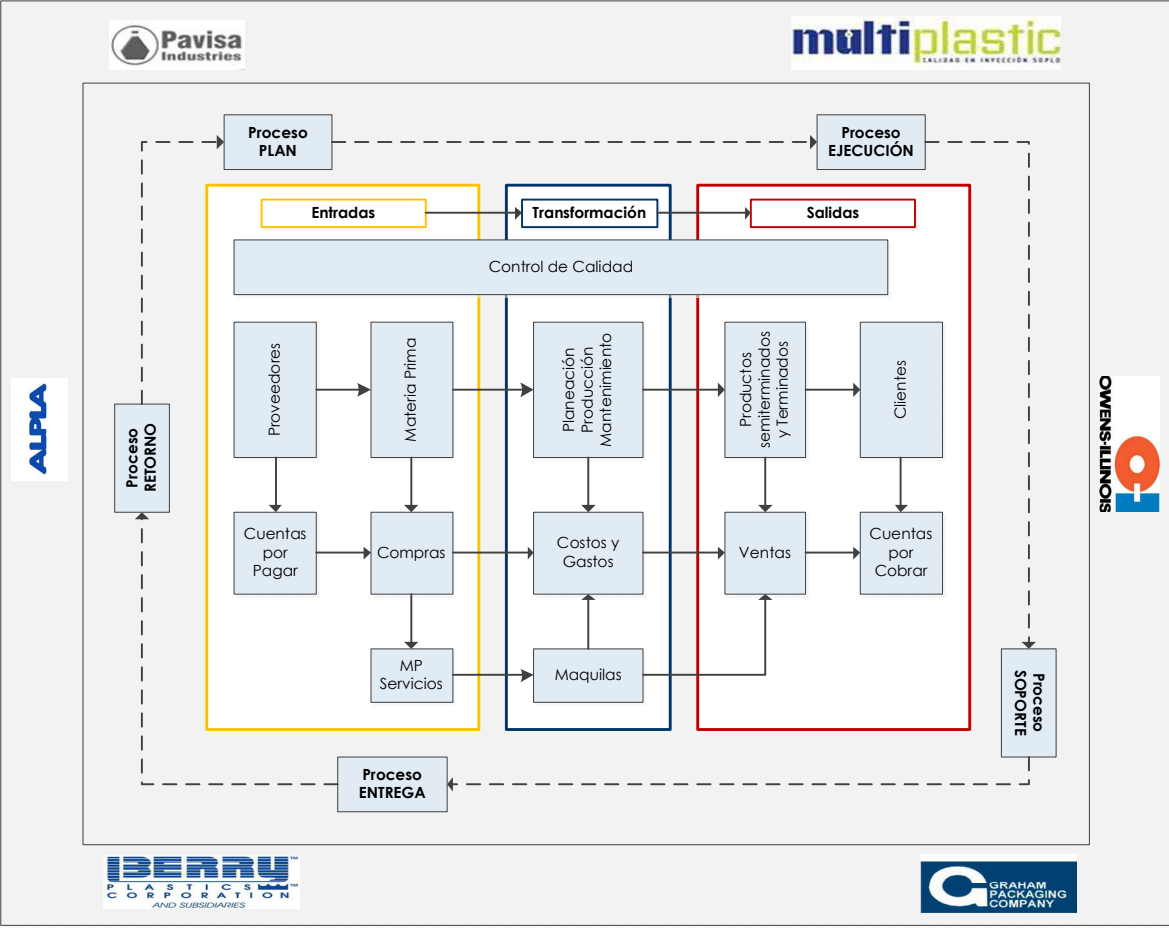 Pavisa
Industries
multiplastic
CALIDAD EN INYECCIÓN SOPLO
Proceso
PLAN
Proceso
EJECUCIÓN
Entradas
Transformación
Salidas
Control de Calidad
Proveedores
Materia Prima
Planeación
Producción
Mantenimiento
Productos
semiterminados
y Terminados
Clientes
ALPLA
Proceso
RETORNO
OWENS-ILLINOIS
Cuentas
por
Pagar
Compras
Costos y
Gastos
Ventas
Cuentas
por
Cobrar
MP
Servicios
Maquilas
Proceso
SOPORTE
Proceso
ENTREGA
BERRY™
PLASTICS™
CORPORATION
AND SUBSIDIARIES
G GRAHAM
PACKAGING
COMPANY